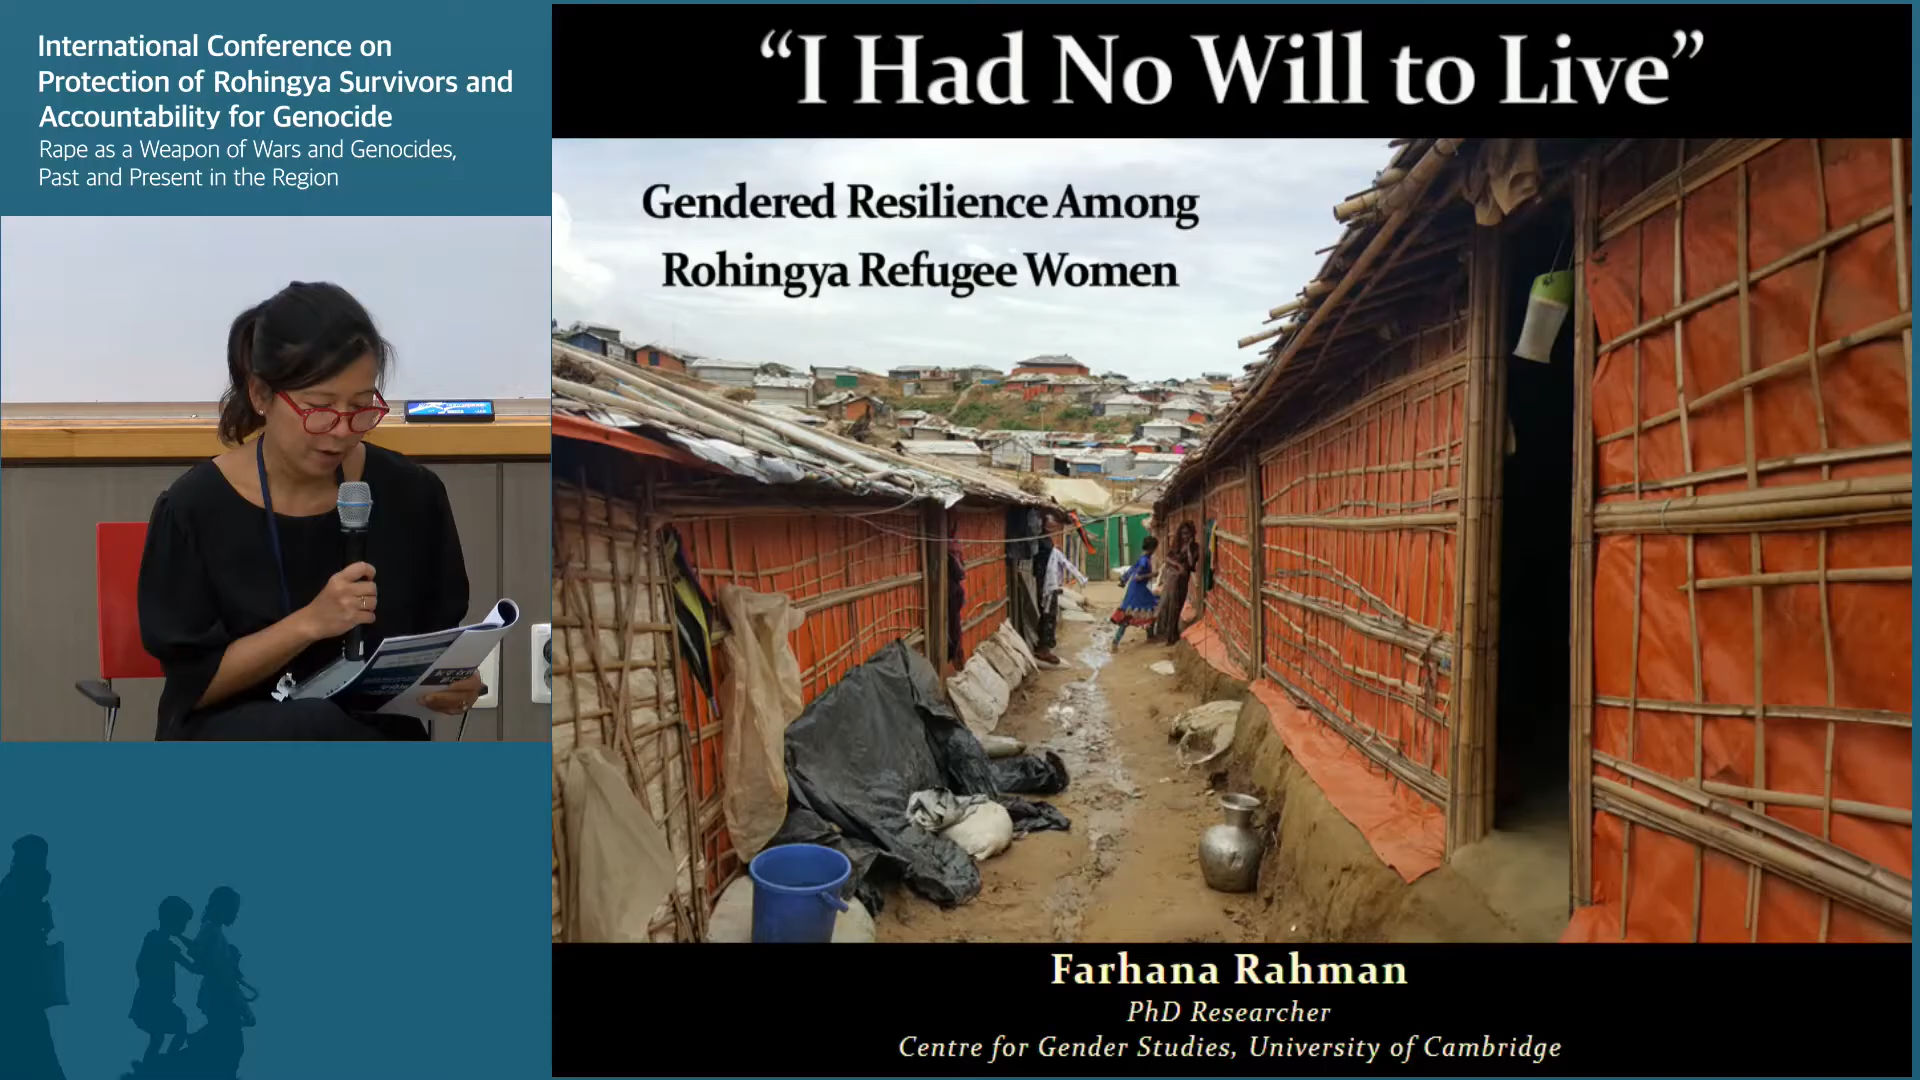 International Conference on
Protection of Rohingya Survivors and
Accountability for Genocide
Rape as a Weapon of Wars and Genocides,
Past and Present in the Region
“I Had No Will to Live”
Gendered Resilience Among
Rohingya Refugee Women
Farhana Rahman
PhD Researcher
Centre for Gender Studies, University of Cambridge